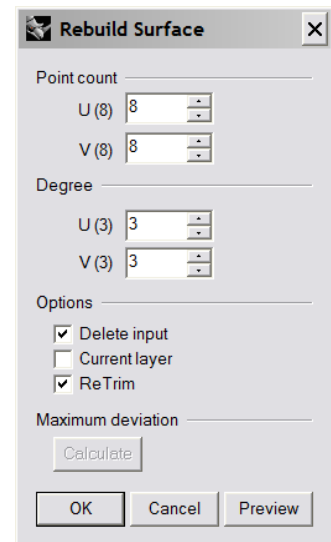 Rebuild Surface
Point count
U (8) 8
V (8) 8
Degree
U (3) 3
V (3) 3
Options
Delete input
Current layer
ReTrim
Maximum deviation
Calculate
OK Cancel Preview